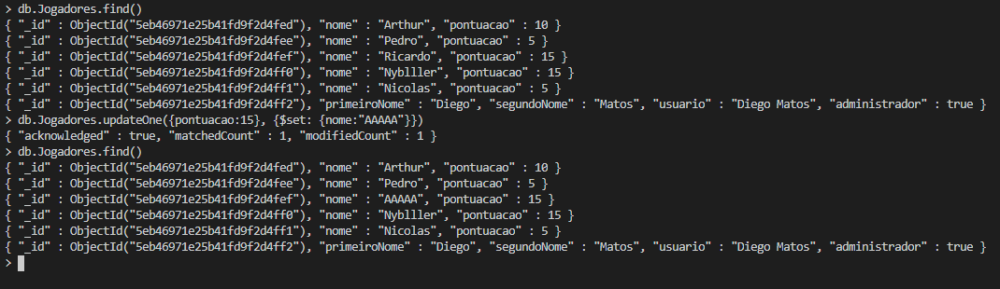 > db.Jogadores.find()
{ "_id" : ObjectId("5eb46971e25b41fd9f2d4fed"), "nome" : "Arthur", "pontuacao" : 10 }
{ "_id" : ObjectId("5eb46971e25b41fd9f2d4fee"), "nome" : "Pedro", "pontuacao" : 5 }
{ "_id" : ObjectId("5eb46971e25b41fd9f2d4fef"), "nome" : "Ricardo", "pontuacao" : 15 }
{ "_id" : ObjectId("5eb46971e25b41fd9f2d4ff0"), "nome" : "Nyblller", "pontuacao" : 15 }
{ "_id" : ObjectId("5eb46971e25b41fd9f2d4ff1"), "nome" : "Nicolas", "pontuacao" : 5 }
{ "_id" : ObjectId("5eb46971e25b41fd9f2d4ff2"), "primeiroNome" : "Diego", "segundoNome" : "Matos", "usuario" : "Diego Matos", "administrador" : true }
> db.Jogadores.updateOne({pontuacao:15}, {$set: {nome:"AAAAA"}})
{ "acknowledged" : true, "matchedCount" : 1, "modifiedCount" : 1 }
> db.Jogadores.find()
{ "_id" : ObjectId("5eb46971e25b41fd9f2d4fed"), "nome" : "Arthur", "pontuacao" : 10 }
{ "_id" : ObjectId("5eb46971e25b41fd9f2d4fee"), "nome" : "Pedro", "pontuacao" : 5 }
{ "_id" : ObjectId("5eb46971e25b41fd9f2d4fef"), "nome" : "AAAAA", "pontuacao" : 15 }
{ "_id" : ObjectId("5eb46971e25b41fd9f2d4ff0"), "nome" : "Nyblller", "pontuacao" : 15 }
{ "_id" : ObjectId("5eb46971e25b41fd9f2d4ff1"), "nome" : "Nicolas", "pontuacao" : 5 }
{ "_id" : ObjectId("5eb46971e25b41fd9f2d4ff2"), "primeiroNome" : "Diego", "segundoNome" : "Matos", "usuario" : "Diego Matos", "administrador" : true }
>